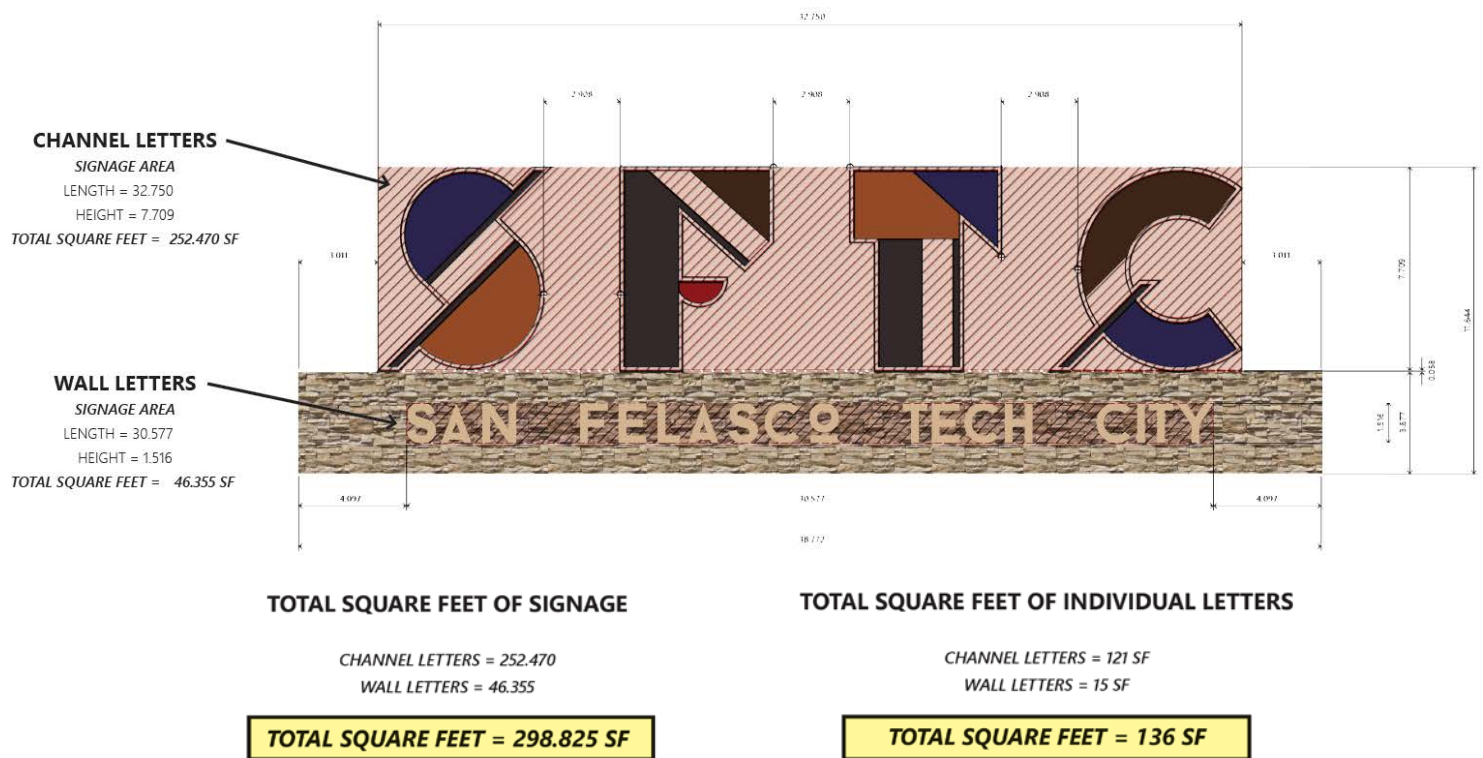 32.750
2.908
2.908
2.908
CHANNEL LETTERS
SIGNAGE AREA
LENGTH = 32.750
HEIGHT = 7.709
TOTAL SQUARE FEET = 252.470 SF
3.011
SFTC
3.011
7.709
11.644
0.058
WALL LETTERS
SIGNAGE AREA
LENGTH = 30.577
HEIGHT = 1.516
TOTAL SQUARE FEET = 46.355 SF
SAN FELASCO TECH CITY
1.516
3.877
4.097
30.577
4.097
38.772
TOTAL SQUARE FEET OF SIGNAGE
CHANNEL LETTERS = 252.470
WALL LETTERS = 46.355
TOTAL SQUARE FEET = 298.825 SF
TOTAL SQUARE FEET OF INDIVIDUAL LETTERS
CHANNEL LETTERS = 121 SF
WALL LETTERS = 15 SF
TOTAL SQUARE FEET = 136 SF